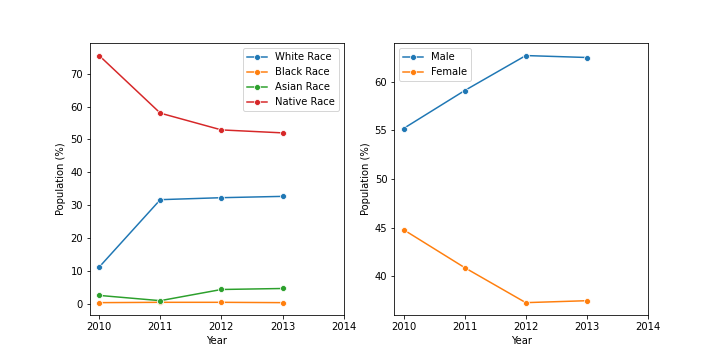 White Race
Black Race
Asian Race
Native Race
Population (%)
70
60
50
40
30
20
10
0
2010 2011 2012 2013 2014
Year
Male
Female
Population (%)
60
55
50
45
40
2010 2011 2012 2013 2014
Year